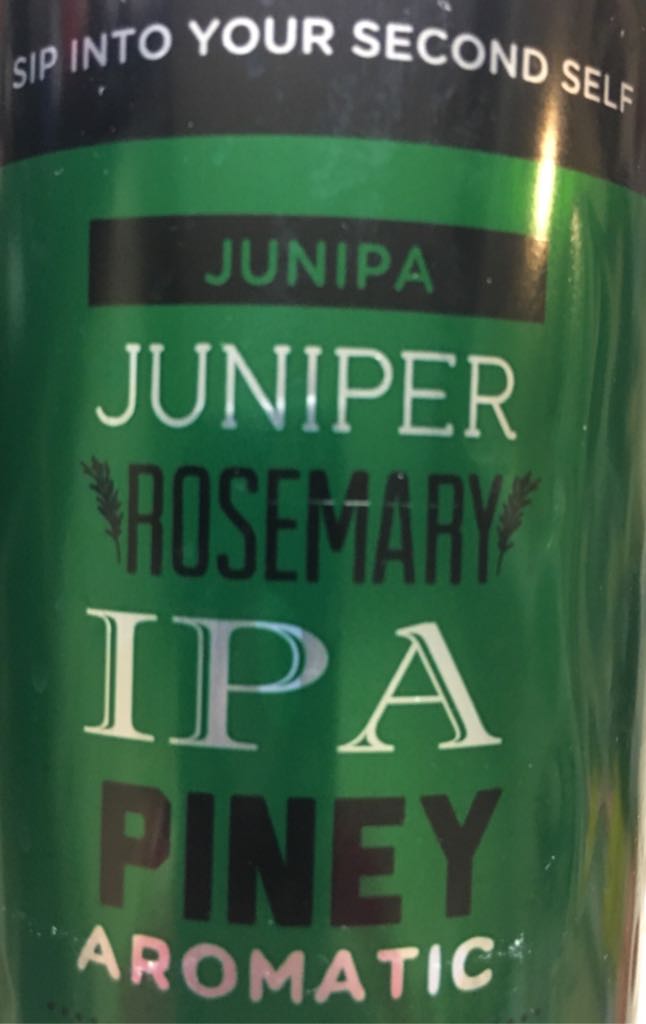 SIP INTO YOUR SECOND SELF
JUNIPA
JUNIPER
ROSEMARY
IPA
PINEY
AROMATIC